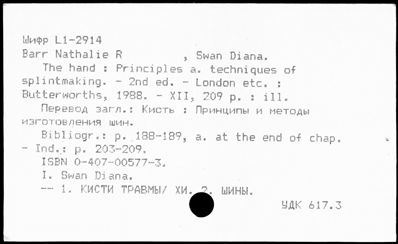 Шифр L1-2914
Barr Nathalie R , Swan Diana.
The hand : Principles a. techniques of
splintmaking. - 2nd ed. - London etc. :
Butterworths, 1988. - XII, 209 p. : ill.
Перевод загл.: Кисть : Принципы и методы
изготовления шин.
Bibliogr.: p. 188-189, a. at the end of chap.
- Ind.: p. 203-209.
ISBN 0-407-00577-3.
I. Swan Diana.
-- 1. КИСТИ ТРАВМЫ/ ХИ. 2. ШИНЫ.
УДК 617.3